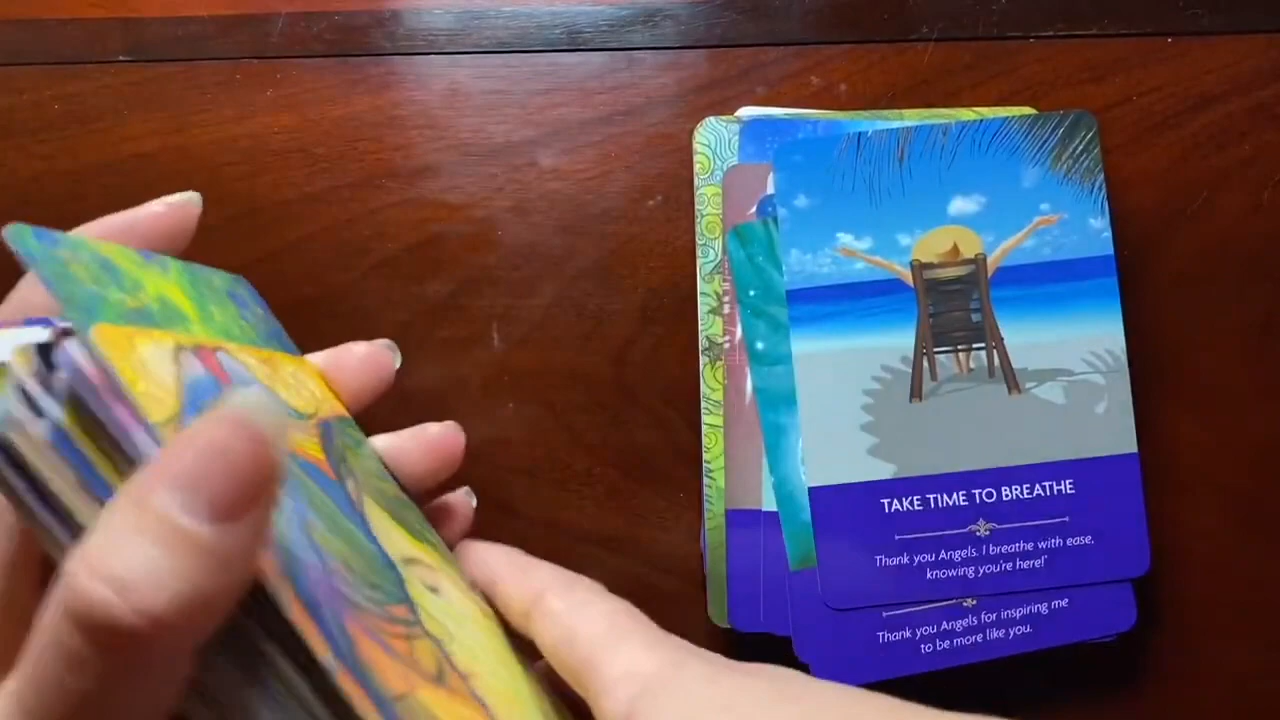 TAKE TIME TO BREATHE
Thank you Angels. I breathe with ease,
knowing you're here!
Thank you Angels for inspiring me
to be more like you.